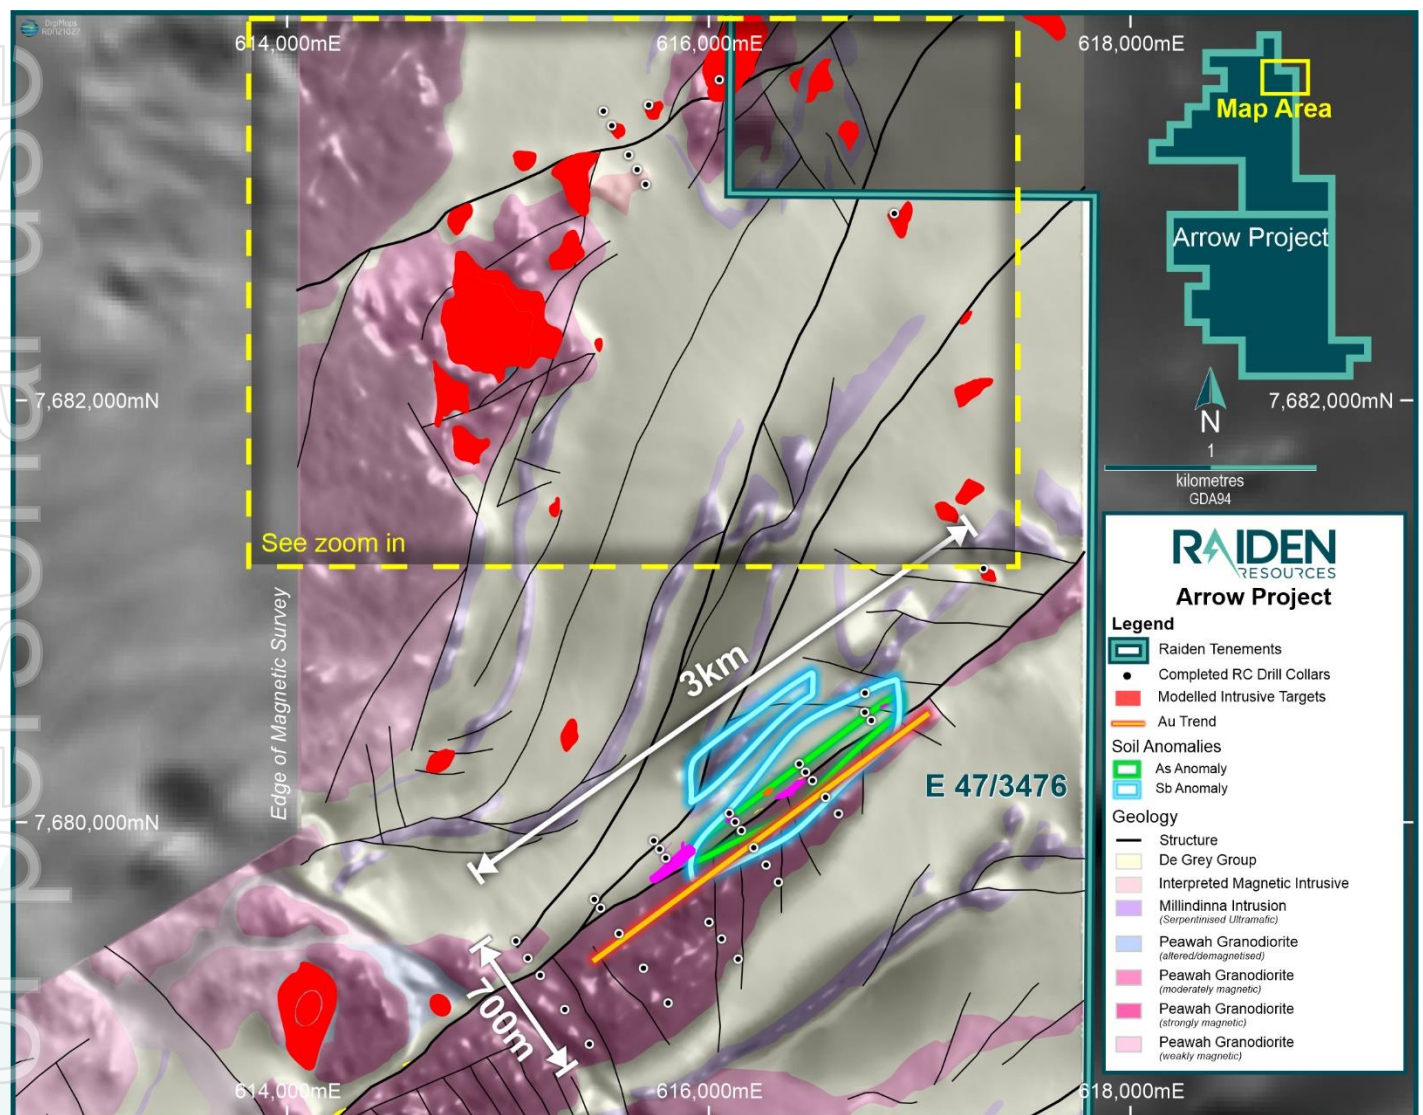 DigiMaps
RDN21027
614,000mE
616,000mE
618,000mE
Map Area
Arrow Project
7,682,000mN
7,682,000mN
N
1
kilometres
GDA94
See zoom in
Edge of Magnetic Survey
3km
E 47/3476
7,680,000mN
700m
614,000mE
616,000mE
618,000mE
RAIDEN
RESOURCES
Arrow Project
Legend
Raiden Tenements
Completed RC Drill Collars
Modelled Intrusive Targets
Au Trend
Soil Anomalies
As Anomaly
Sb Anomaly
Geology
Structure
De Grey Group
Interpreted Magnetic Intrusive
Millindinna Intrusion
(Serpentinised Ultramafic)
Peawah Granodiorite
(altered/demagnetised)
Peawah Granodiorite
(moderately magnetic)
Peawah Granodiorite
(strongly magnetic)
Peawah Granodiorite
(weakly magnetic)
r personal use